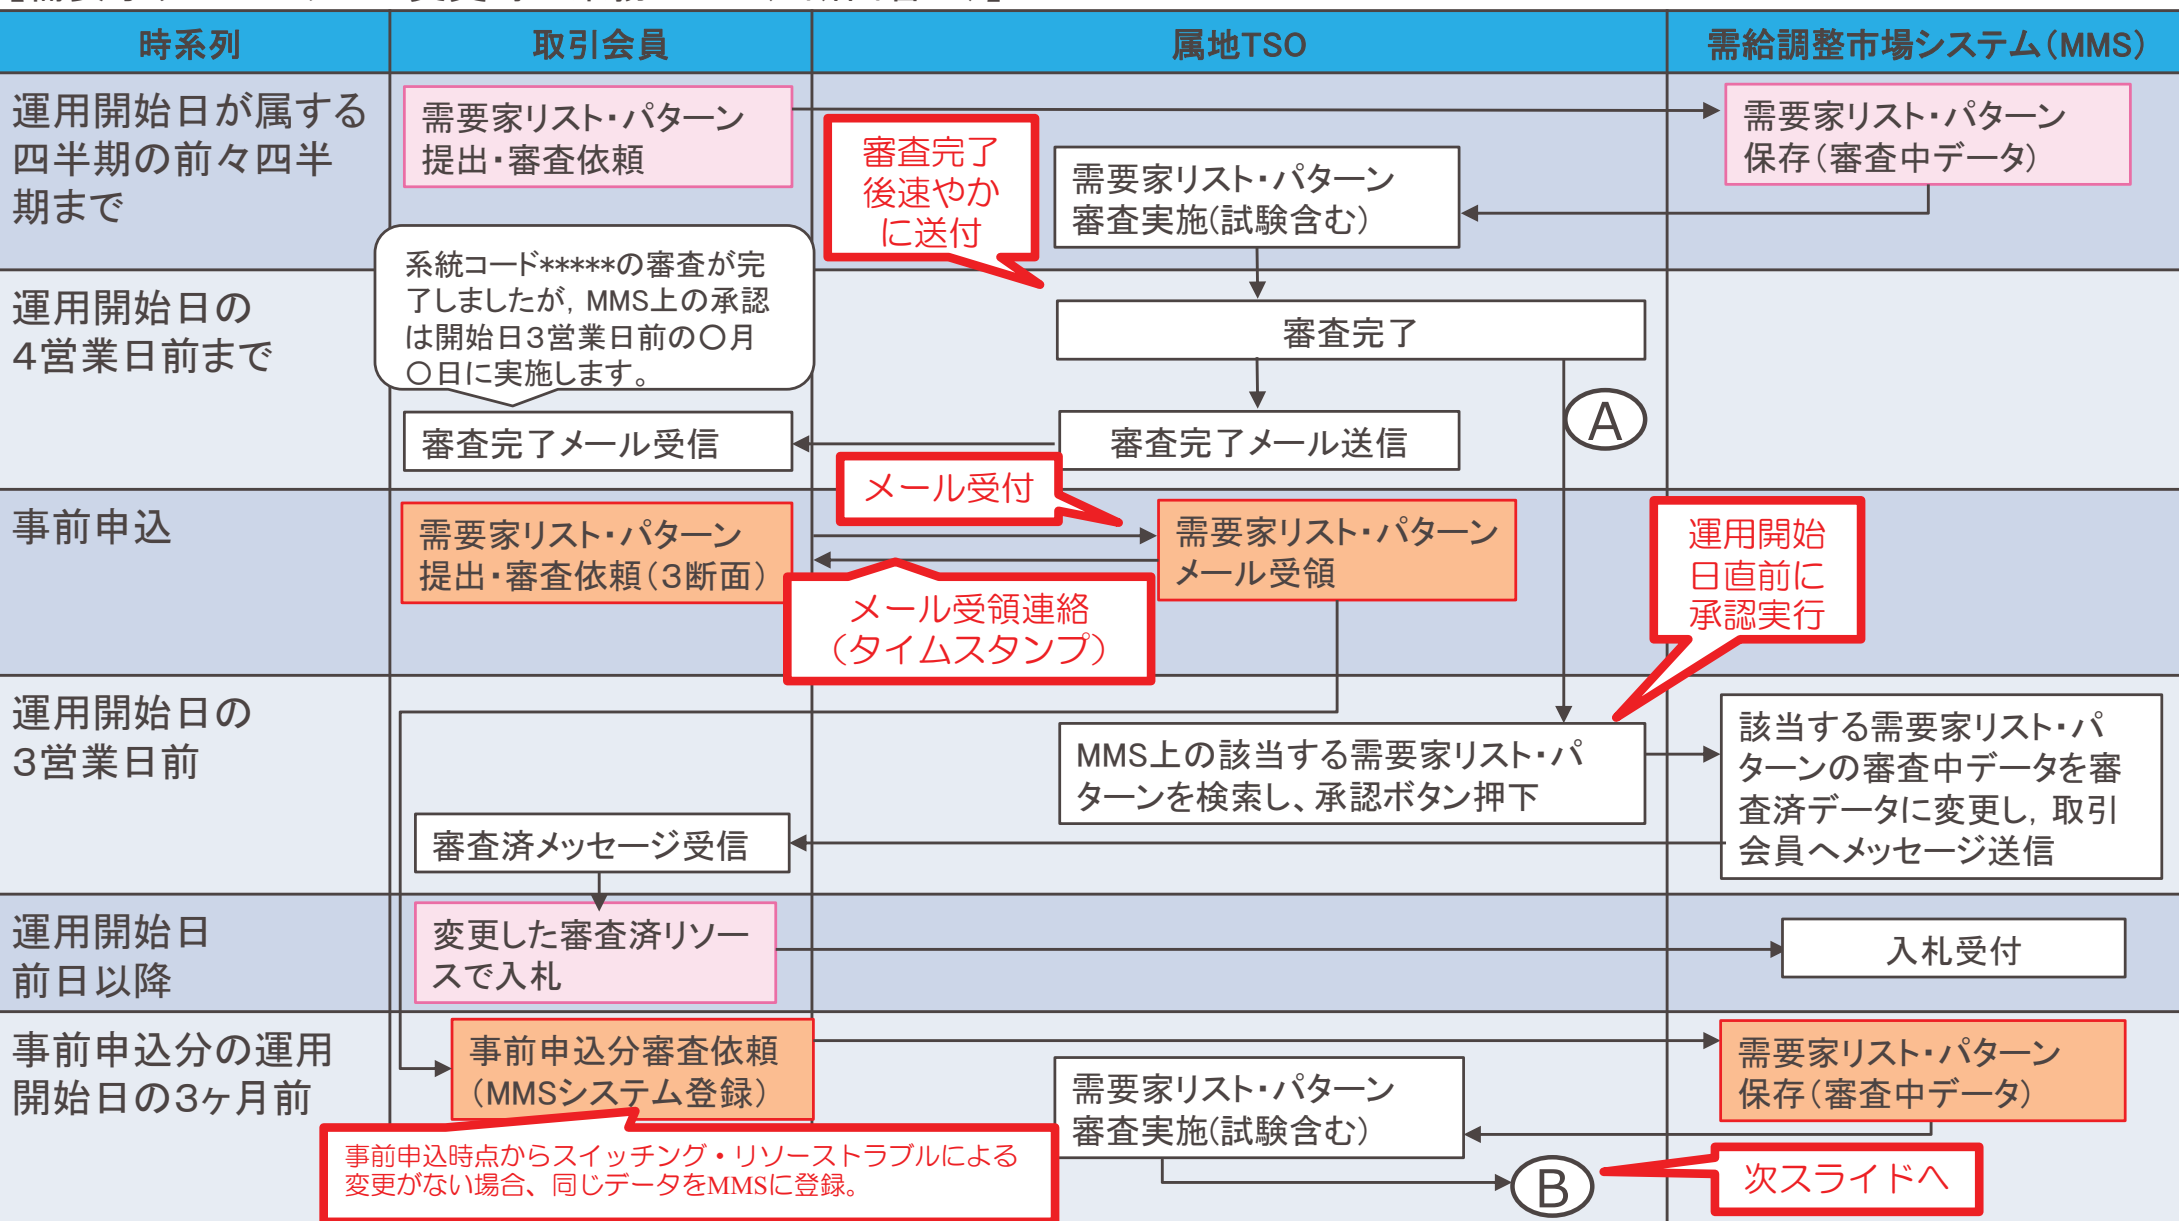 時系列
取引会員
属地TSO
需給調整市場システム（MMS）
運用開始日が属する
四半期の前々四半
期まで
需要家リスト・パターン
提出・審査依頼
審査完了
後速やか
に送付
需要家リスト・パターン
審査実施(試験含む）
需要家リスト・パターン
保存（審査中データ）
運用開始日の
４営業日前まで
系統コード*****の審査が完
了しましたが，MMS上の承認
は開始日３営業日前の〇月
〇日に実施します。
審査完了
審査完了メール受信
審査完了メール送信
A
事前申込
需要家リスト・パターン
提出・審査依頼（３断面）
メール受付
需要家リスト・パターン
メール受領
メール受領連絡
（タイムスタンプ）
運用開始
日直前に
承認実行
運用開始日の
３営業日前
MMS上の該当する需要家リスト・パ
ターンを検索し、承認ボタン押下
該当する需要家リスト・パ
ターンの審査中データを審
査済データに変更し，取引
会員へメッセージ送信
審査済メッセージ受信
運用開始日
前日以降
変更した審査済リソー
スで入札
入札受付
事前申込分の運用
開始日の３ヶ月前
事前申込分審査依頼
（MMSシステム登録）
需要家リスト・パターン
審査実施(試験含む）
需要家リスト・パターン
保存（審査中データ）
事前申込時点からスイッチング・リソーストラブルによる
変更がない場合、同じデータをMMSに登録。
B
次スライドへ